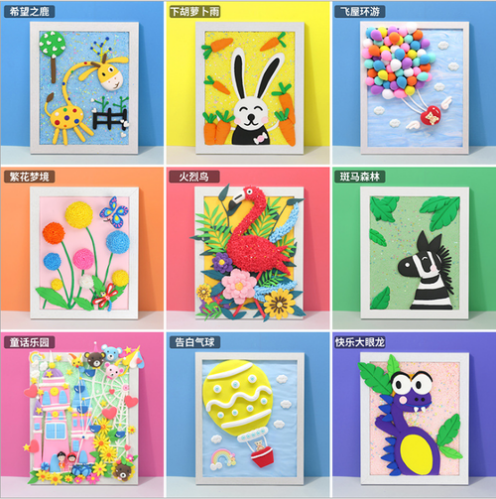 希望之鹿
下胡萝卜雨
飞屋环游
繁花梦境
火烈鸟
斑马森林
童话乐园
告白气球
快乐大眼龙